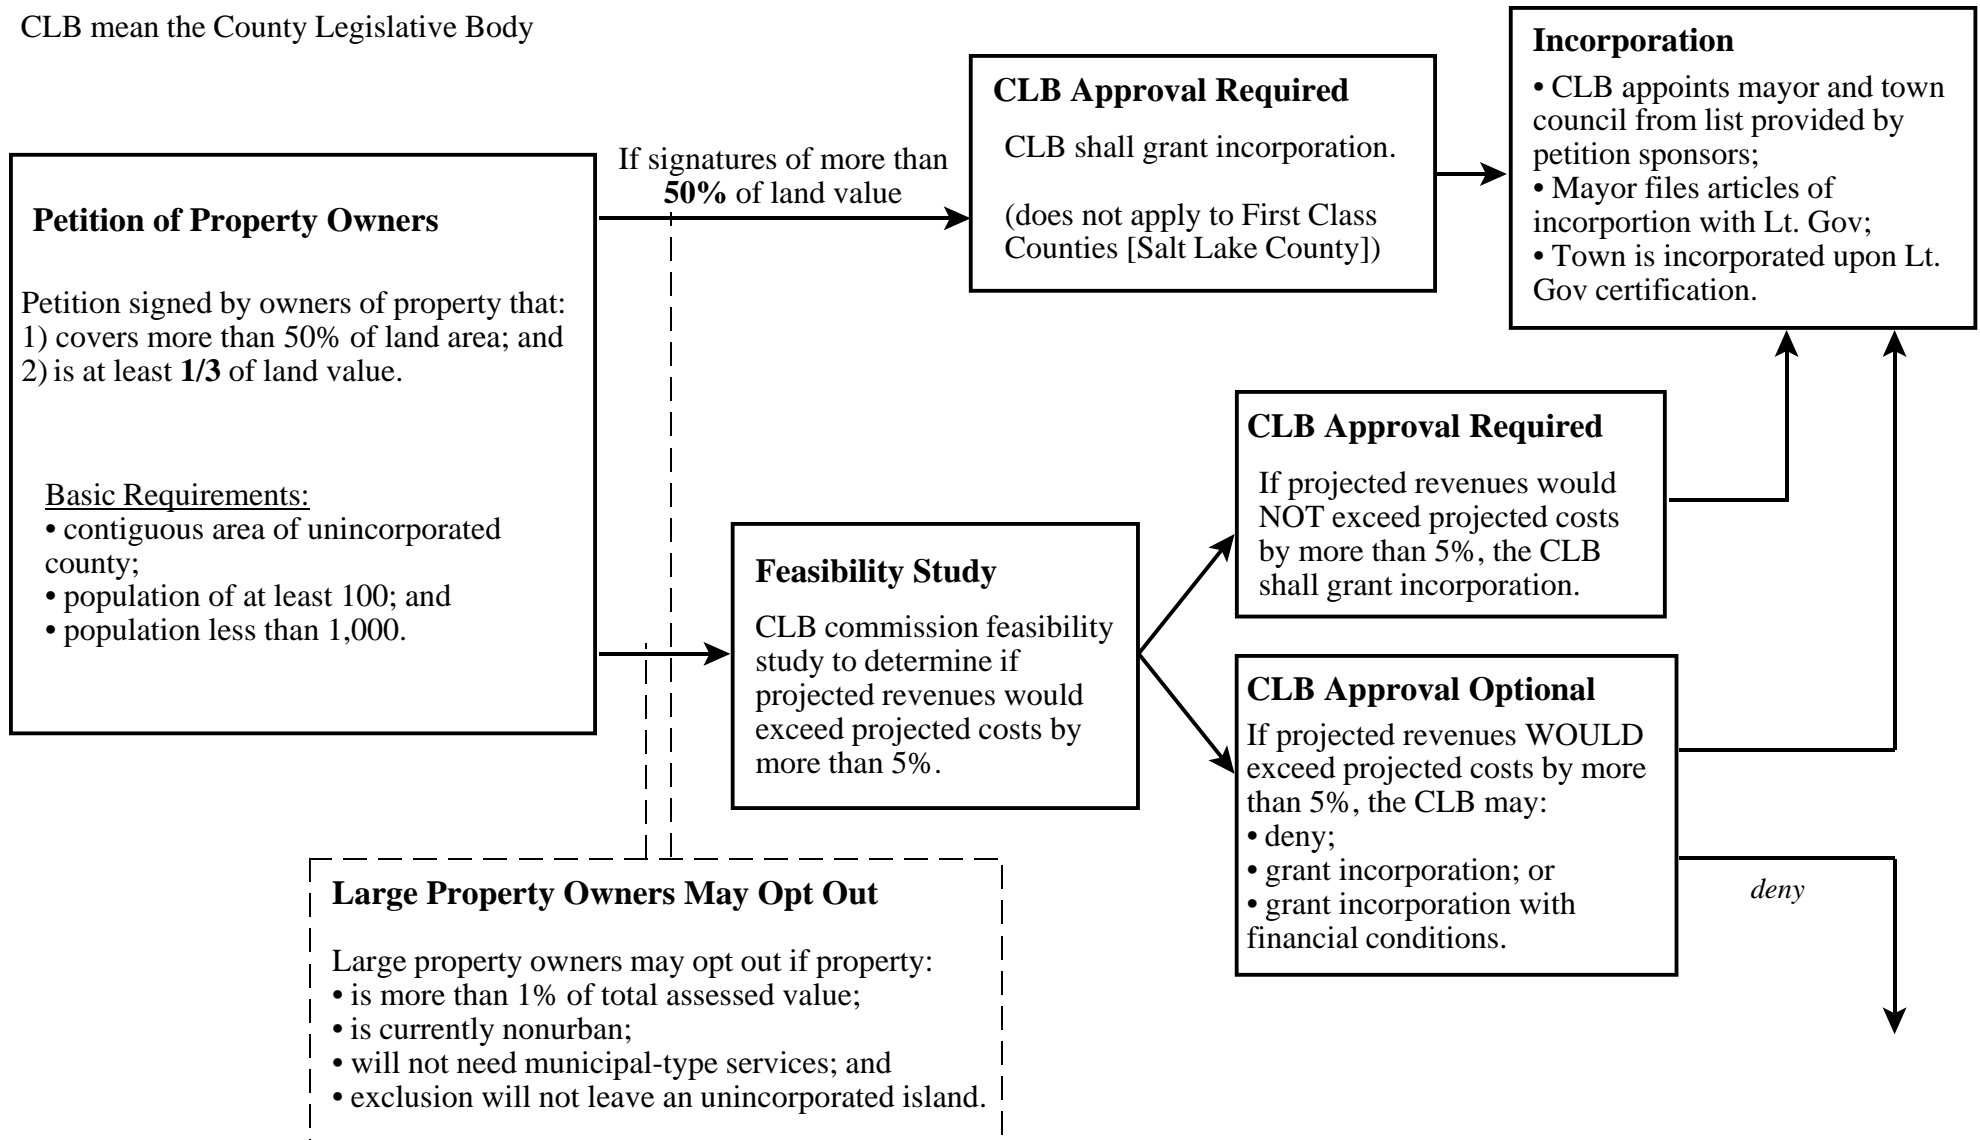 CLB mean the County Legislative Body
Petition of Property Owners
Petition signed by owners of property that:
1) covers more than 50% of land area; and
2) is at least 1/3 of land value.
Basic Requirements:
• contiguous area of unincorporated
county;
• population of at least 100; and
• population less than 1,000.
If signatures of more than
50% of land value
CLB Approval Required
CLB shall grant incorporation.
(does not apply to First Class
Counties [Salt Lake County])
Incorporation
• CLB appoints mayor and town
council from list provided by
petition sponsors;
• Mayor files articles of
incorportion with Lt. Gov;
• Town is incorporated upon Lt.
Gov certification.
Feasibility Study
CLB commission feasibility
study to determine if
projected revenues would
exceed projected costs by
more than 5%.
CLB Approval Required
If projected revenues would
NOT exceed projected costs
by more than 5%, the CLB
shall grant incorporation.
CLB Approval Optional
If projected revenues WOULD
exceed projected costs by more
than 5%, the CLB may:
• deny;
• grant incorporation; or
• grant incorporation with
financial conditions.
deny
Large Property Owners May Opt Out
Large property owners may opt out if property:
• is more than 1% of total assessed value;
• is currently nonurban;
• will not need municipal-type services; and
• exclusion will not leave an unincorporated island.